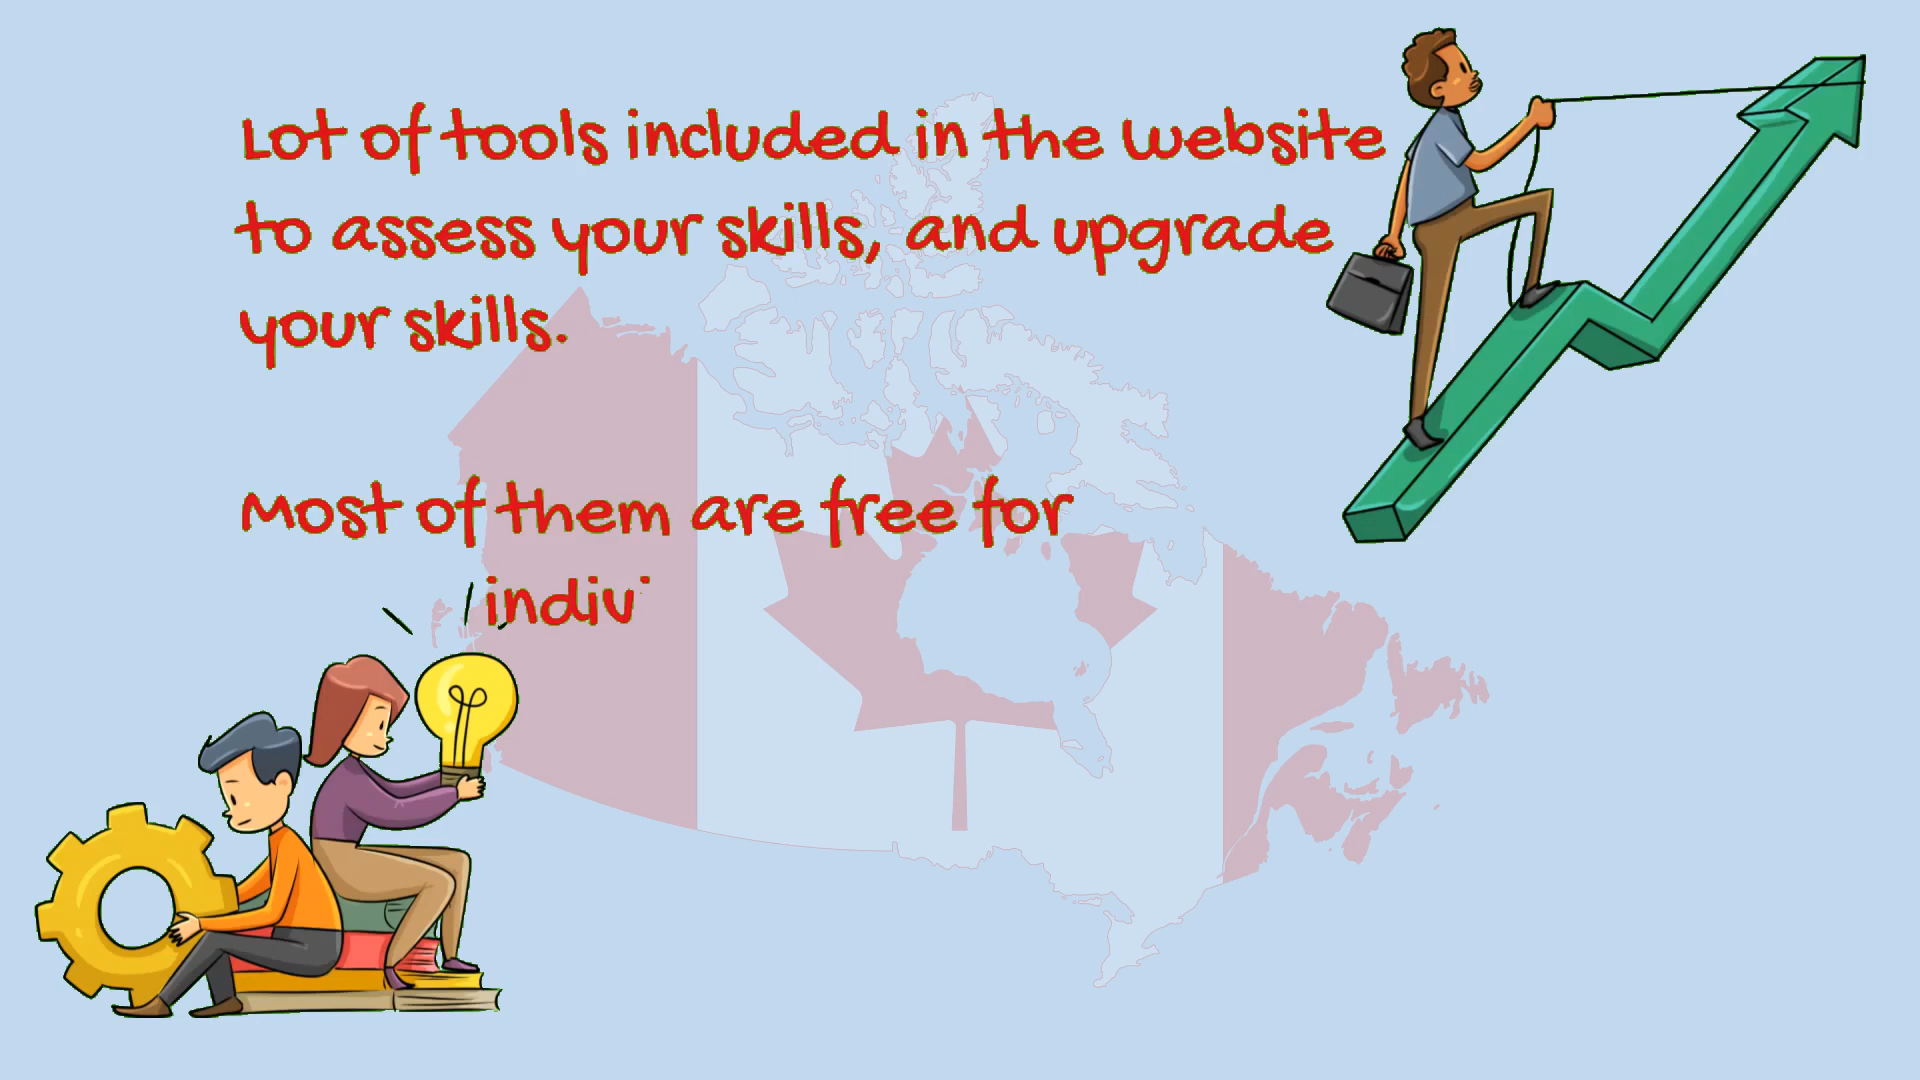 Lot of tools included in the website
to assess your skills, and upgrade
your skills.
Most of them are free for
indiv